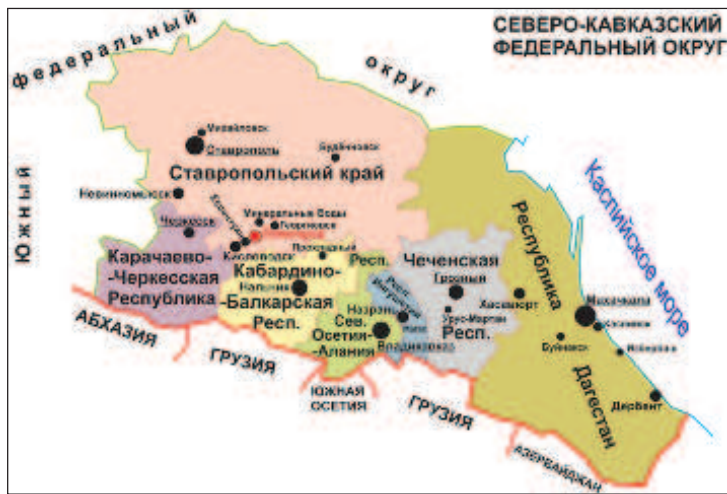 СЕВЕРО-КАВКАЗСКИЙ
ФЕДЕРАЛЬНЫЙ ОКРУГ
федеральный
округ
Южный
Михайловск
Ставрополь
Будённовск
Ставропольский край
Невинномысск
Черкесск
Минеральные Воды
Георгиевск
Кисловодск
Прохладный
Карачаево-
-Черкесская
Республика
Кабардино-
Нальчик
-Балкарская
Респ.
Респ.
Сев.
Осетия-
-Алания
Респ.
Назрань
Владикавказ
Чеченская
Грозный
Урус-Мартан
Респ.
Хасавюрт
Республика
Дагестан
Махачкала
Каспийск
Буйнакск
Избербаш
Дербент
Каспийское море
АБХАЗИЯ
ГРУЗИЯ
ЮЖНАЯ
ОСЕТИЯ
ГРУЗИЯ
АЗЕРБАЙДЖАН